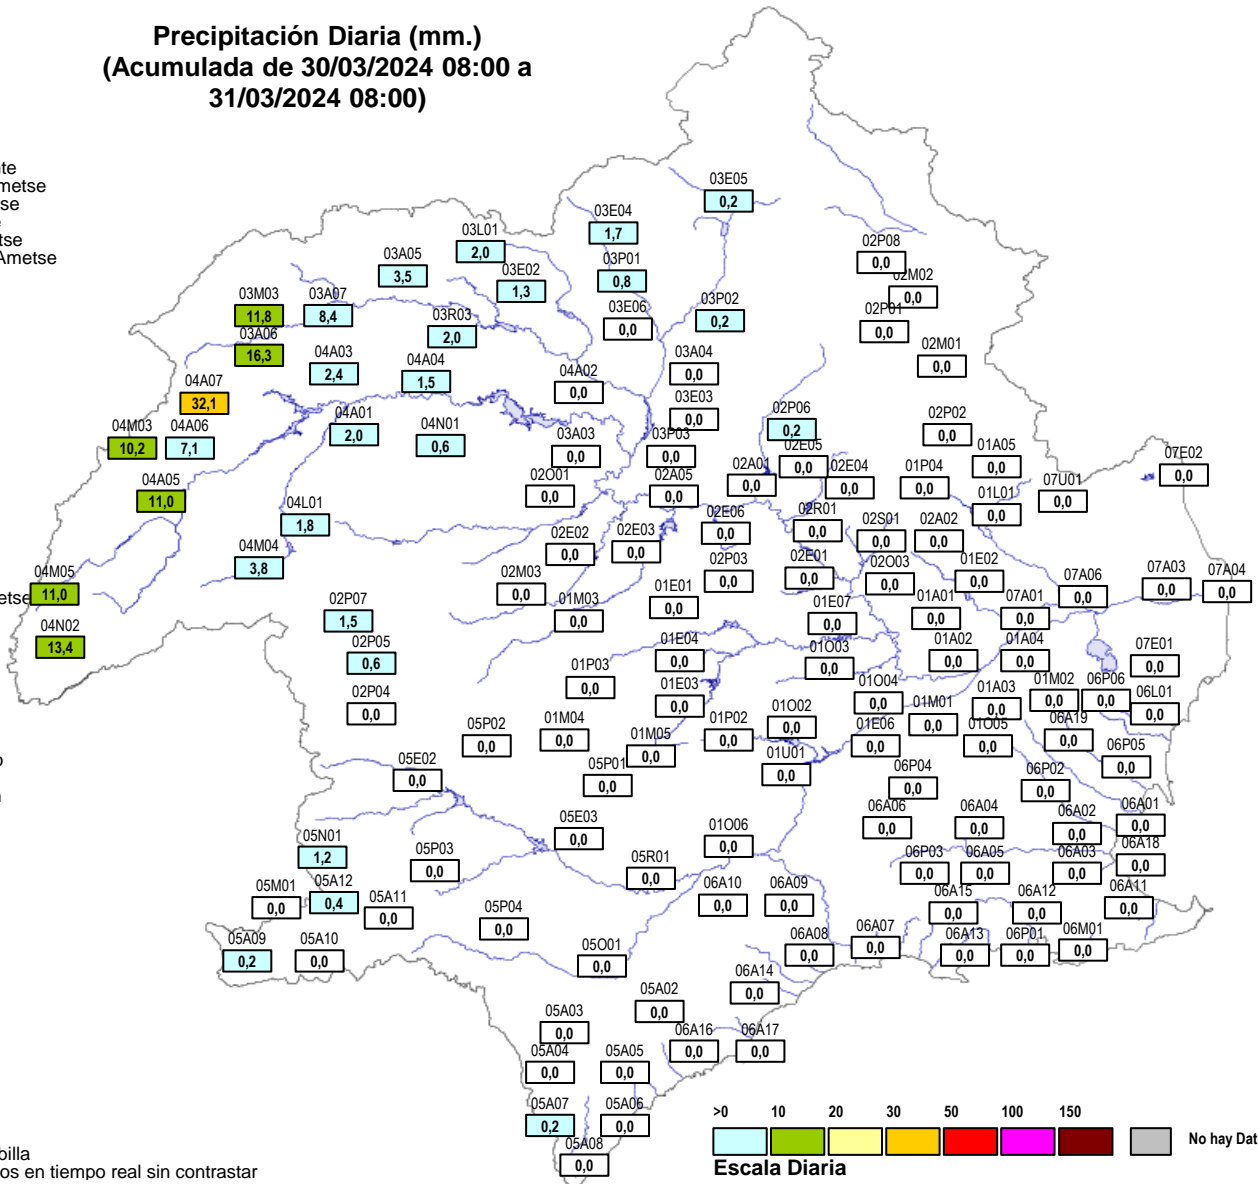 Precipitación Diaria (mm.)
(Acumulada de 30/03/2024 08:00 a
31/03/2024 08:00)
03E05
0,2
03E04
1,7
03L01
2,0
03A05
3,5
03P01
0,8
03E02
1,3
02P08
0,0
02M02
0,0
03M03
11,8
03A07
8,4
03E06
0,0
03P02
0,2
02P01
0,0
03R03
2,0
03A06
16,3
04A03
2,4
04A04
1,5
03A04
0,0
02M01
0,0
04A02
0,0
04A07
32,1
03E03
0,0
04A01
2,0
04N01
0,6
02P06
0,2
02P02
0,0
04M03
10,2
04A06
7,1
03A03
0,0
03P03
0,0
02E05
0,0
01A05
0,0
07E02
0,0
02O01
0,0
02A05
0,0
02A01
0,0
02E04
0,0
01P04
0,0
07U01
0,0
04A05
11,0
01L01
0,0
04L01
1,8
02E06
0,0
02R01
0,0
02S01
0,0
02A02
0,0
02E02
0,0
02E03
0,0
04M04
3,8
02P03
0,0
02E01
0,0
02O03
0,0
01E02
0,0
04M05
11,0
02M03
0,0
07A06
0,0
07A03
0,0
07A04
0,0
01M03
0,0
01E01
0,0
02P07
1,5
01E07
0,0
01A01
0,0
07A01
0,0
04N02
13,4
02P05
0,6
01E04
0,0
01O03
0,0
01A02
0,0
01A04
0,0
07E01
0,0
01P03
0,0
02P04
0,0
01E03
0,0
01O04
0,0
01A03
0,0
01M02
0,0
06P06
0,0
06L01
0,0
05P02
0,0
01M04
0,0
01P02
0,0
01O02
0,0
01M01
0,0
01E06
0,0
01O05
0,0
06A19
0,0
01M05
0,0
01U01
0,0
06P05
0,0
05E02
0,0
05P01
0,0
06P04
0,0
06P02
0,0
05E03
0,0
06A06
0,0
06A04
0,0
06A02
0,0
06A01
0,0
05N01
1,2
01O06
0,0
05P03
0,0
05R01
0,0
06P03
0,0
06A05
0,0
06A03
0,0
06A18
0,0
05M01
0,0
05A12
0,4
05A11
0,0
06A10
0,0
06A09
0,0
06A15
0,0
06A12
0,0
06A11
0,0
05P04
0,0
05A09
0,2
05A10
0,0
05O01
0,0
06A08
0,0
06A07
0,0
06A13
0,0
06P01
0,0
06M01
0,0
06A14
0,0
05A02
0,0
05A03
0,0
06A16
0,0
06A17
0,0
05A04
0,0
05A05
0,0
05A07
0,2
05A06
0,0
05A08
0,0
>0 10 20 30 50 100 150
No hay Dat
Escala Diaria
nte
metse
tse
Ametse
etse
billa
os en tiempo real sin contrastar